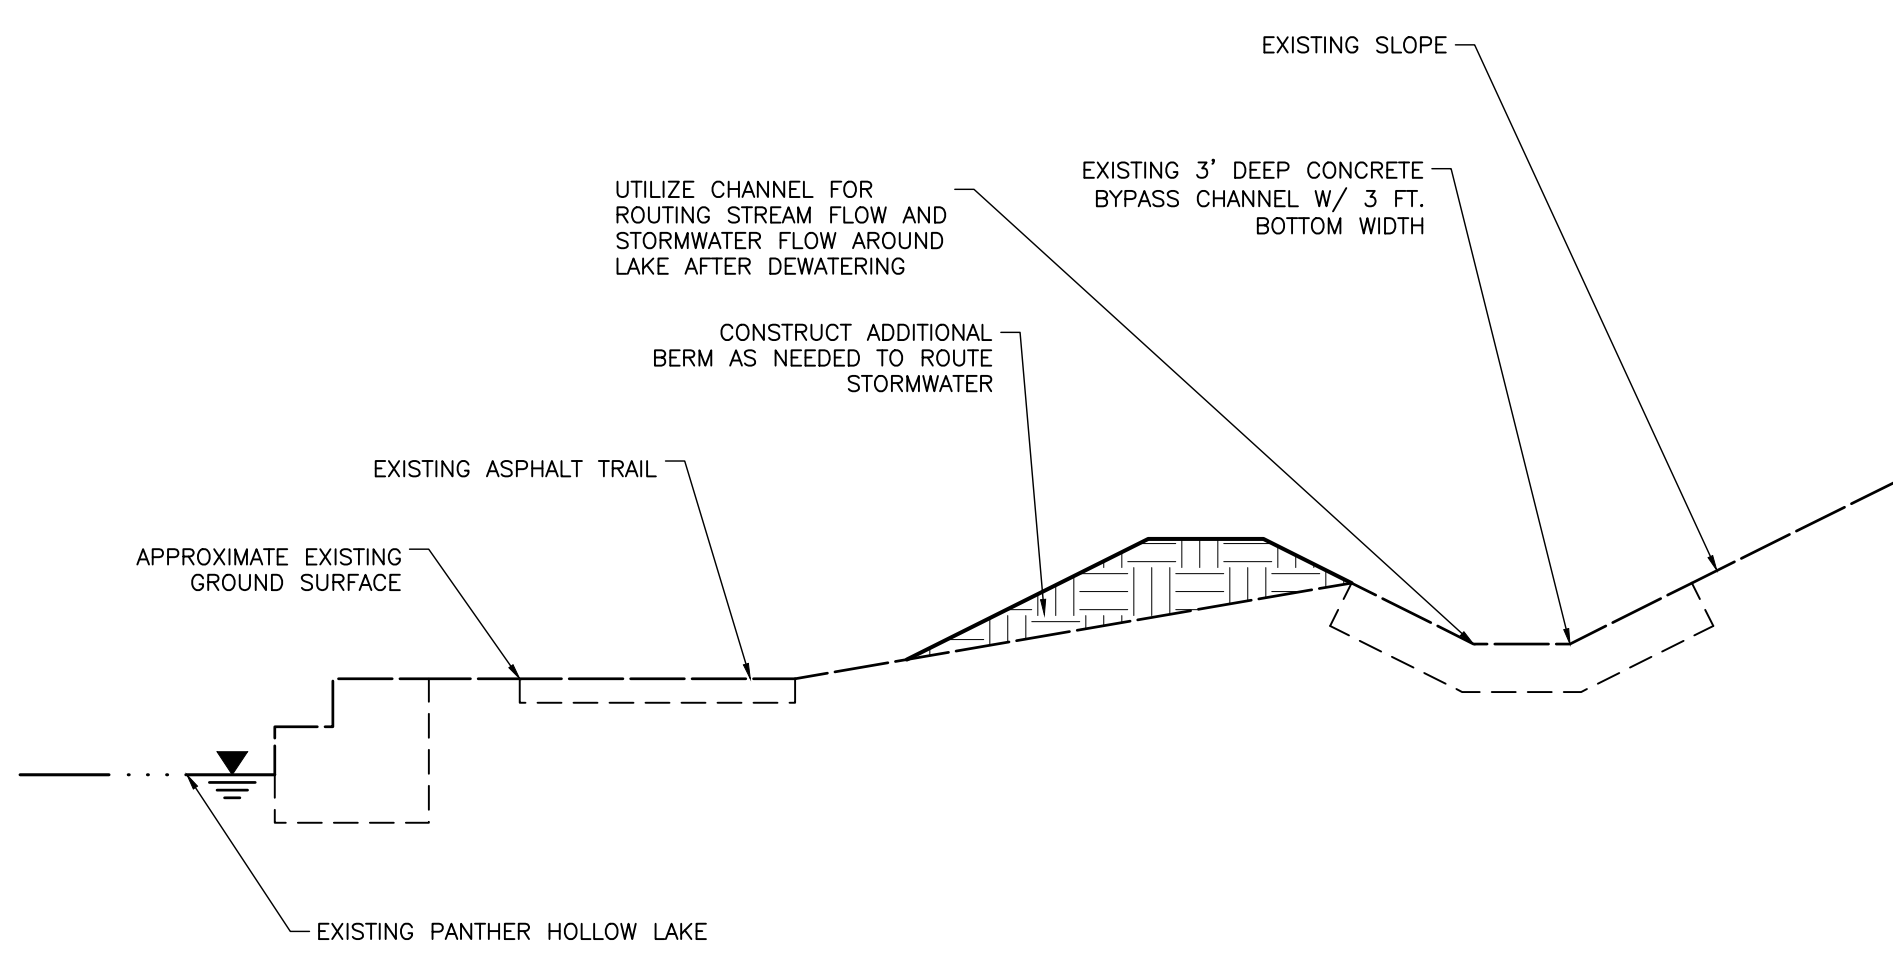 EXISTING SLOPE
EXISTING 3' DEEP CONCRETE
BYPASS CHANNEL W/ 3 FT.
BOTTOM WIDTH
UTILIZE CHANNEL FOR
ROUTING STREAM FLOW AND
STORMWATER FLOW AROUND
LAKE AFTER DEWATERING
CONSTRUCT ADDITIONAL
BERM AS NEEDED TO ROUTE
STORMWATER
EXISTING ASPHALT TRAIL
APPROXIMATE EXISTING
GROUND SURFACE
EXISTING PANTHER HOLLOW LAKE